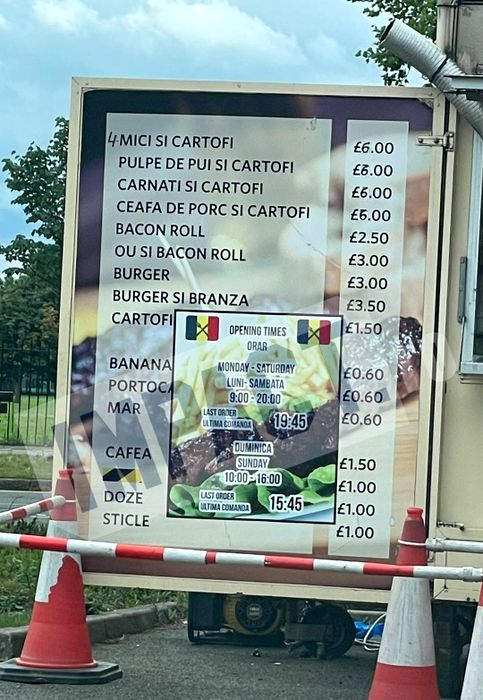 4 MICI SI CARTOFI £6.00
PULPE DE PUI SI CARTOFI £6.00
CARNATI SI CARTOFI £6.00
CEAFA DE PORC SI CARTOFI £6.00
BACON ROLL £2.50
OU SI BACON ROLL £3.00
BURGER £3.00
BURGER SI BRANZA £3.50
CARTOFI £1.50
BANANA £0.60
PORTOCA £0.60
MAR £0.60
CAFEA £1.50
£1.00
DOZE £1.00
STICLE £1.00
OPENING TIMES
ORAR
MONDAY - SATURDAY
LUNI- SAMBATA
9:00 - 20:00
LAST ORDER
ULTIMA COMANDA 19:45
DUMINICA
SUNDAY
10:00 -16:00
LAST ORDER
ULTIMA COMANDA 15:45